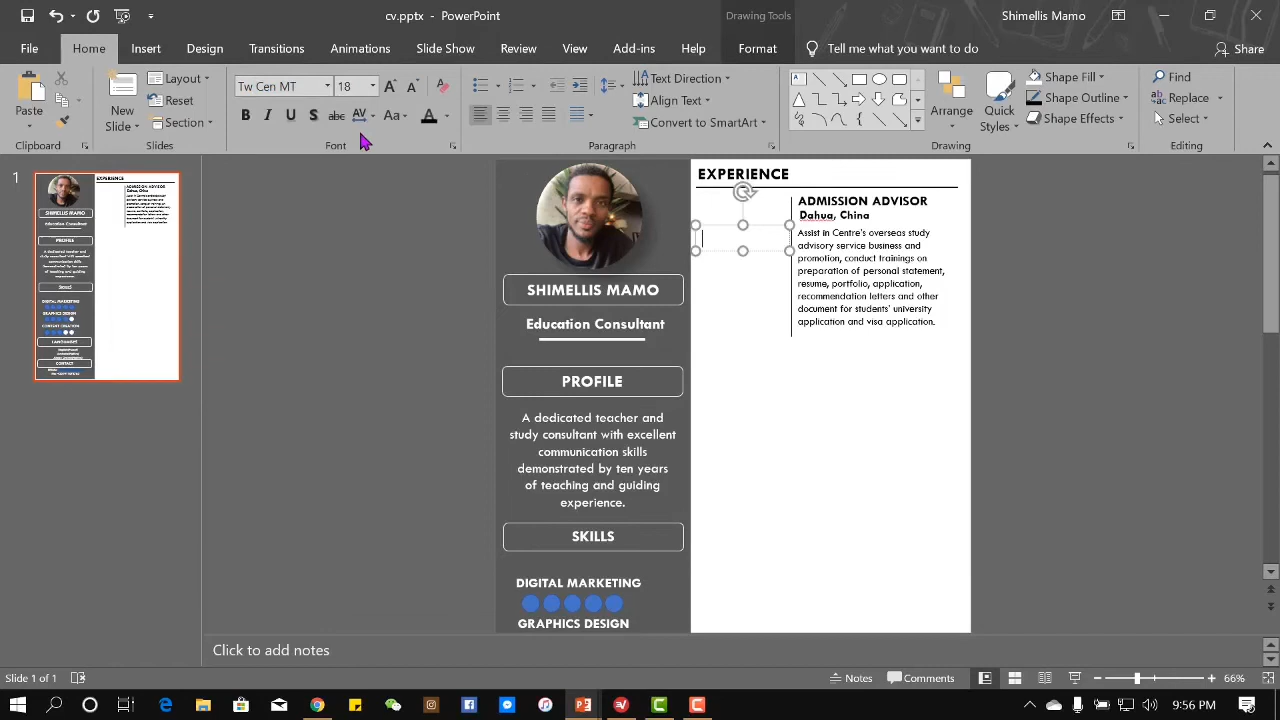 cv.pptx - PowerPoint
Drawing Tools
Shimellis Mamo
File
Home
Insert
Design
Transitions
Animations
Slide Show
Review
View
Add-ins
Help
Format
Tell me what you want to do
Share
Paste
Clipboard
New
Slide
Layout
Reset
Section
Slides
Tw Cen MT
18
B I U S abc AV Aa A
Font
Text Direction
Align Text
Convert to SmartArt
Paragraph
Arrange
Quick
Styles
Shape Fill
Shape Outline
Shape Effects
Drawing
Find
Replace
Select
Editing
1
SHIMELLIS MAMO
Education Consultant
PROFILE
A dedicated teacher and
study consultant with excellent
communication skills
demonstrated by ten years
of teaching and guiding
experience.
SKILLS
DIGITAL MARKETING
GRAPHICS DESIGN
EXPERIENCE
ADMISSION ADVISOR
Dahua, China
Assist in Centre's overseas study
advisory service business and
promotion, conduct trainings on
preparation of personal statement,
resume, portfolio, application,
recommendation letters and other
document for students' university
application and visa application.
Click to add notes
Slide 1 of 1
Notes
Comments
66%
9:56 PM